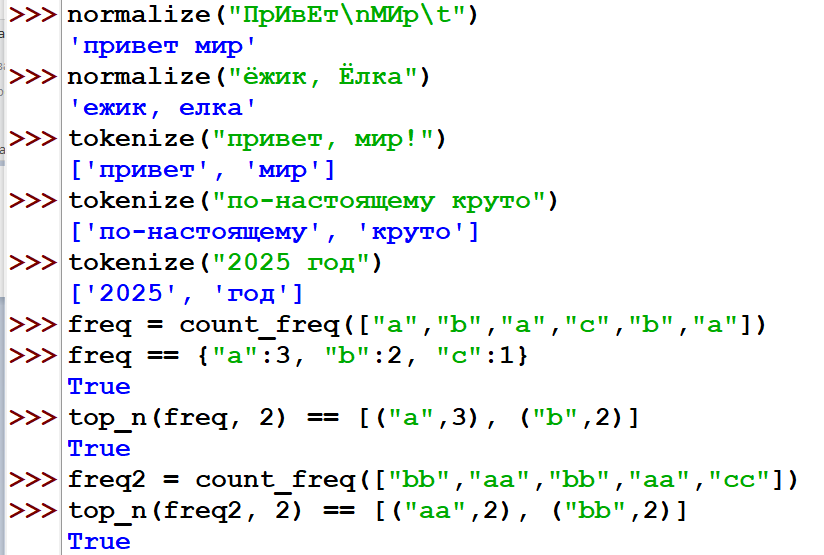 >>> normalize("ПрИвЕт\nМИр\t")
'привет мир'
>>> normalize("ёжик, Ёлка")
'ежик, елка'
>>> tokenize("привет, мир!")
['привет', 'мир']
>>> tokenize("по-настоящему круто")
['по-настоящему', 'круто']
>>> tokenize("2025 год")
['2025', 'год']
>>> freq = count_freq(["a","b","a","c","b","a"])
>>> freq == {"a":3, "b":2, "c":1}
True
>>> top_n(freq, 2) == [("a",3), ("b",2)]
True
>>> freq2 = count_freq(["bb","aa","bb","aa","cc"])
>>> top_n(freq2, 2) == [("aa",2), ("bb",2)]
True